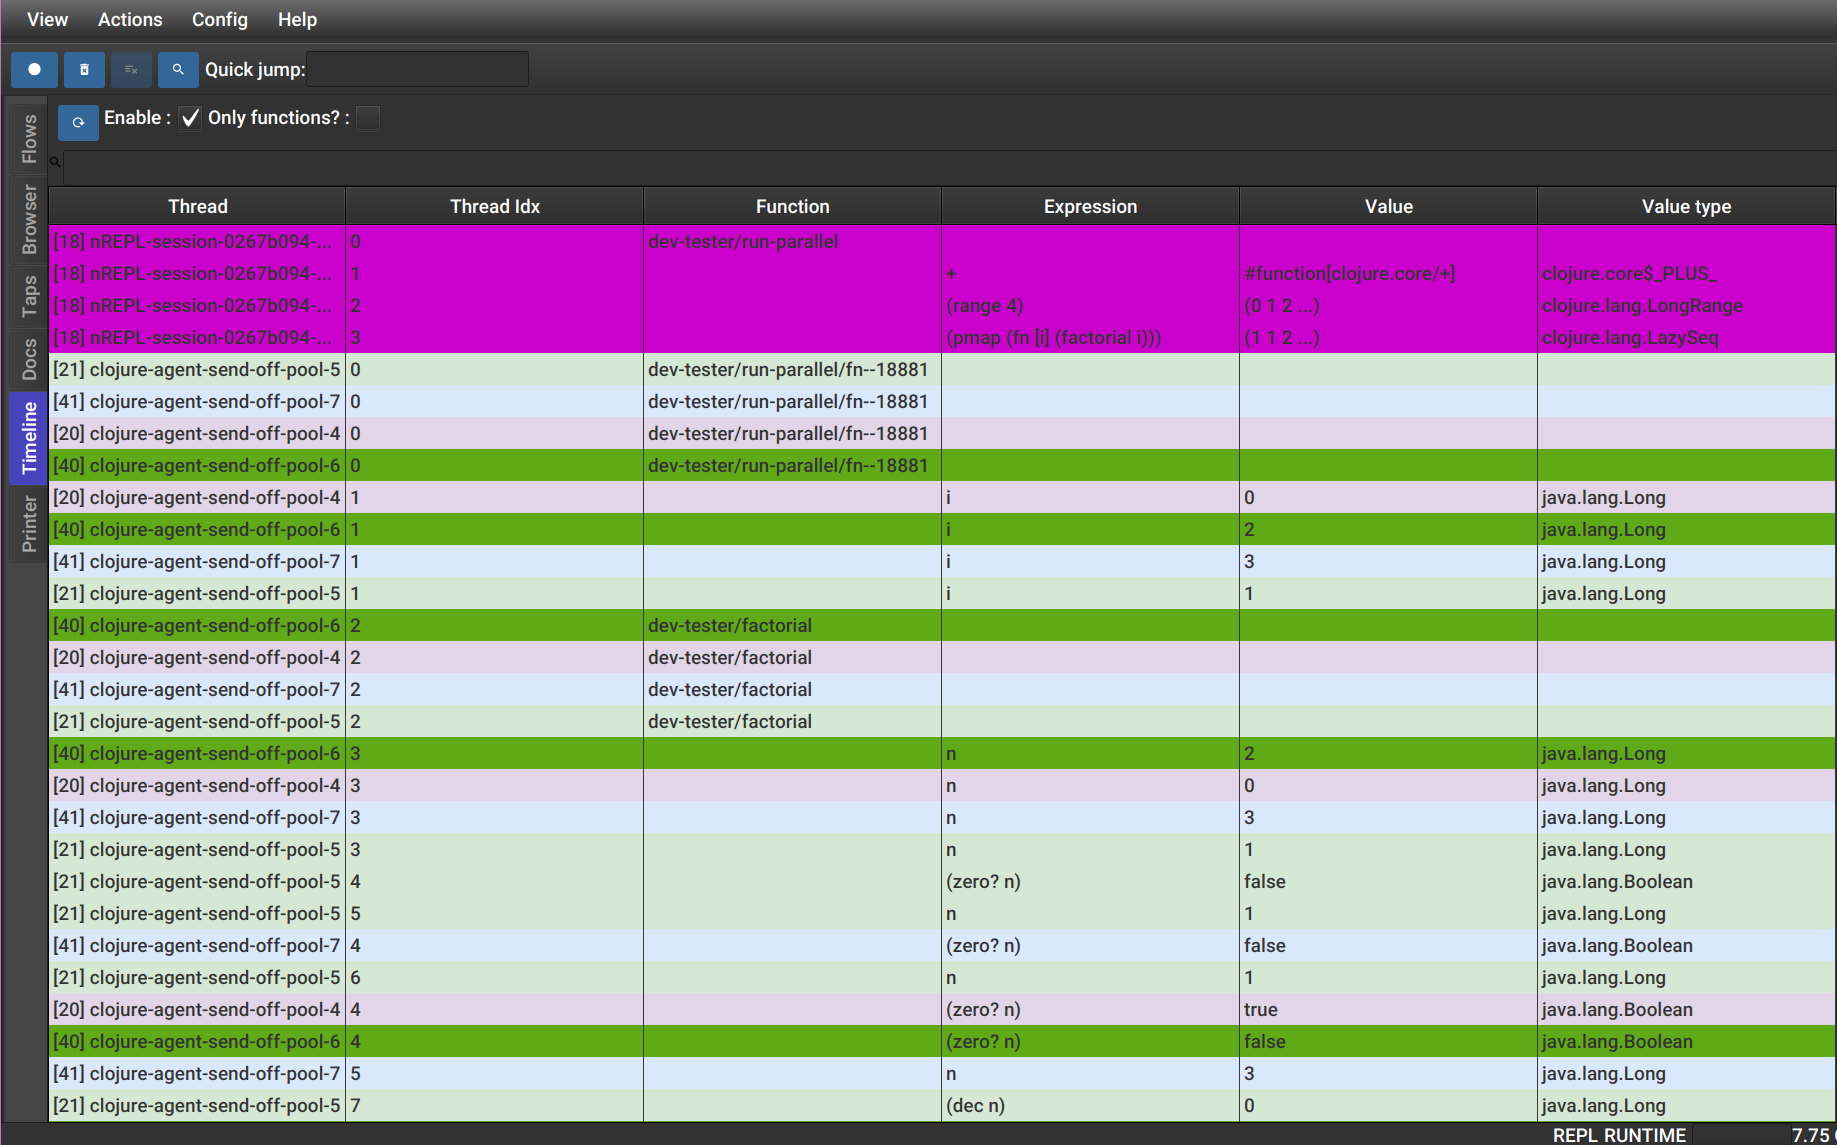 View Actions Config Help
Quick jump:
Enable : Only functions? :
Flows
Browser
Taps
Docs
Timeline
Printer
Thread Thread Idx Function Expression Value Value type
[18] nREPL-session-0267b094-... 0 dev-tester/run-parallel
[18] nREPL-session-0267b094-... 1 + #function[clojure.core/+] clojure.core$_PLUS_
[18] nREPL-session-0267b094-... 2 (range 4) (0 1 2 ...) clojure.lang.LongRange
[18] nREPL-session-0267b094-... 3 (pmap (fn [i] (factorial i))) (1 1 2 ...) clojure.lang.LazySeq
[21] clojure-agent-send-off-pool-5 0 dev-tester/run-parallel/fn--18881
[41] clojure-agent-send-off-pool-7 0 dev-tester/run-parallel/fn--18881
[20] clojure-agent-send-off-pool-4 0 dev-tester/run-parallel/fn--18881
[40] clojure-agent-send-off-pool-6 0 dev-tester/run-parallel/fn--18881
[20] clojure-agent-send-off-pool-4 1 i 0 java.lang.Long
[40] clojure-agent-send-off-pool-6 1 i 2 java.lang.Long
[41] clojure-agent-send-off-pool-7 1 i 3 java.lang.Long
[21] clojure-agent-send-off-pool-5 1 i 1 java.lang.Long
[40] clojure-agent-send-off-pool-6 2 dev-tester/factorial
[20] clojure-agent-send-off-pool-4 2 dev-tester/factorial
[41] clojure-agent-send-off-pool-7 2 dev-tester/factorial
[21] clojure-agent-send-off-pool-5 2 dev-tester/factorial
[40] clojure-agent-send-off-pool-6 3 n 2 java.lang.Long
[20] clojure-agent-send-off-pool-4 3 n 0 java.lang.Long
[41] clojure-agent-send-off-pool-7 3 n 3 java.lang.Long
[21] clojure-agent-send-off-pool-5 3 n 1 java.lang.Long
[21] clojure-agent-send-off-pool-5 4 (zero? n) false java.lang.Boolean
[21] clojure-agent-send-off-pool-5 5 n 1 java.lang.Long
[41] clojure-agent-send-off-pool-7 4 (zero? n) false java.lang.Boolean
[21] clojure-agent-send-off-pool-5 6 n 1 java.lang.Long
[20] clojure-agent-send-off-pool-4 4 (zero? n) true java.lang.Boolean
[40] clojure-agent-send-off-pool-6 4 (zero? n) false java.lang.Boolean
[41] clojure-agent-send-off-pool-7 5 n 3 java.lang.Long
[21] clojure-agent-send-off-pool-5 7 (dec n) 0 java.lang.Long
REPL RUNTIME 7.75